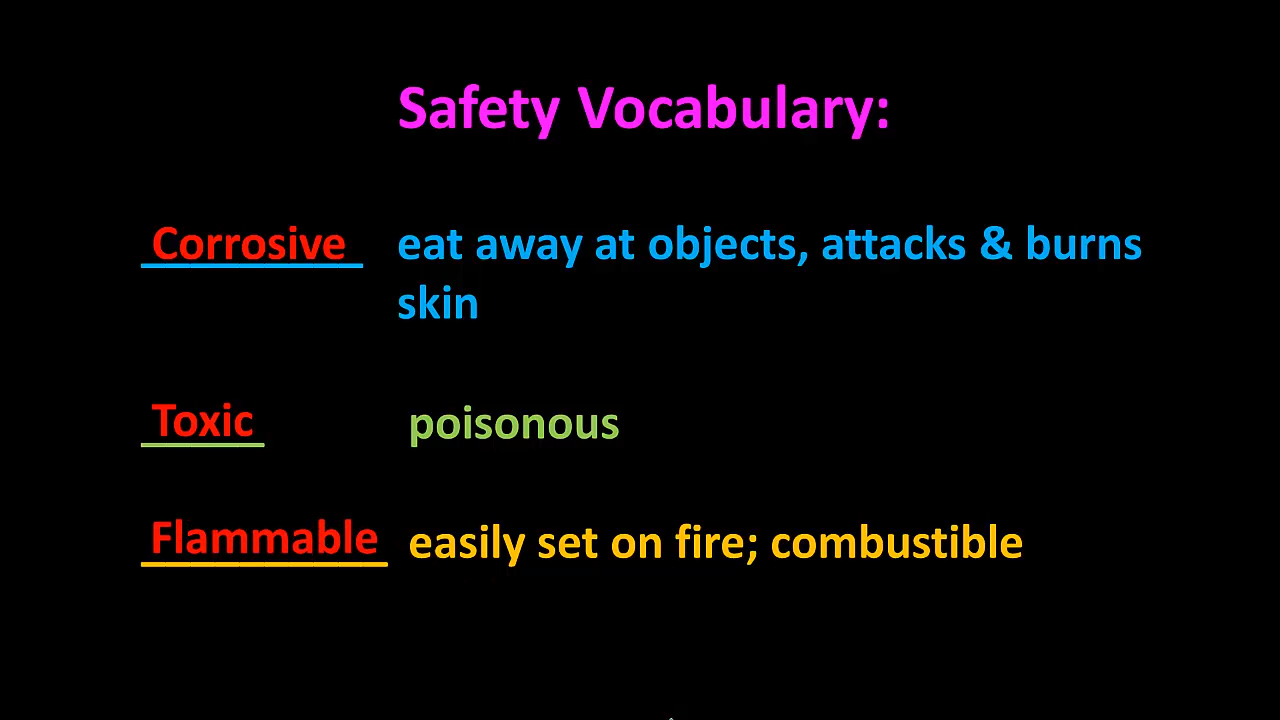 Safety Vocabulary:
Corrosive eat away at objects, attacks & burns
skin
Toxic poisonous
Flammable easily set on fire; combustible